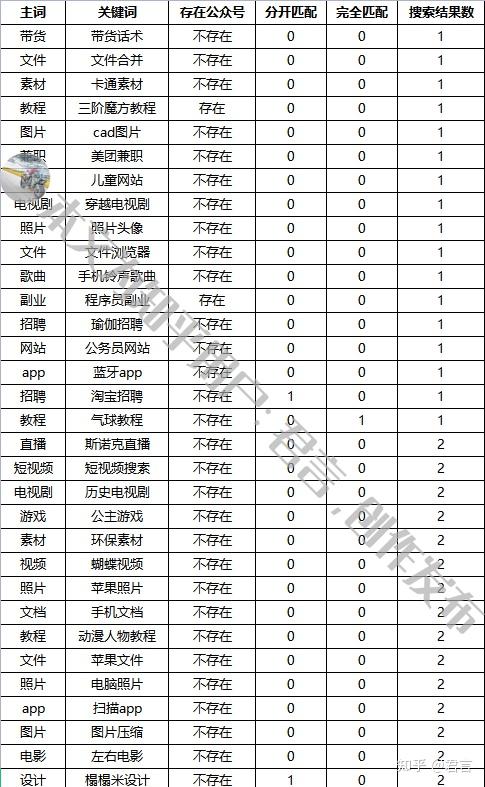 主词 关键词 存在公众号 分开匹配 完全匹配 搜索结果数
带货 带货话术 不存在 0 0 1
文件 文件合并 不存在 0 0 1
素材 卡通素材 不存在 0 0 1
教程 三阶魔方教程 存在 0 0 1
图片 cad图片 不存在 0 0 1
兼职 美团兼职 不存在 0 0 1
儿童网站 不存在 0 0 1
电视剧 穿越电视剧 不存在 0 0 1
照片 照片头像 不存在 0 0 1
文件 文件浏览器 不存在 0 0 1
歌曲 手机铃声歌曲 不存在 0 0 1
副业 程序员副业 存在 0 0 1
招聘 瑜伽招聘 不存在 0 0 1
网站 公务员网站 不存在 0 0 1
app 蓝牙app 不存在 0 0 1
招聘 淘宝招聘 不存在 1 0 1
教程 气球教程 不存在 0 1 1
直播 斯诺克直播 不存在 0 0 2
短视频 短视频搜索 不存在 0 0 2
电视剧 历史电视剧 不存在 0 0 2
游戏 公主游戏 不存在 0 0 2
素材 环保素材 不存在 0 0 2
视频 蝴蝶视频 不存在 0 0 2
照片 苹果照片 不存在 0 0 2
文档 手机文档 不存在 0 0 2
教程 动漫人物教程 不存在 0 0 2
文件 苹果文件 不存在 0 0 2
照片 电脑照片 不存在 0 0 2
app 扫描app 不存在 0 0 2
图片 图片压缩 不存在 0 0 2
电影 左右电影 不存在 0 0 2
设计 榻榻米设计 不存在 1 0 2
本文为知乎用户:君言,创作发布
知乎 @君言